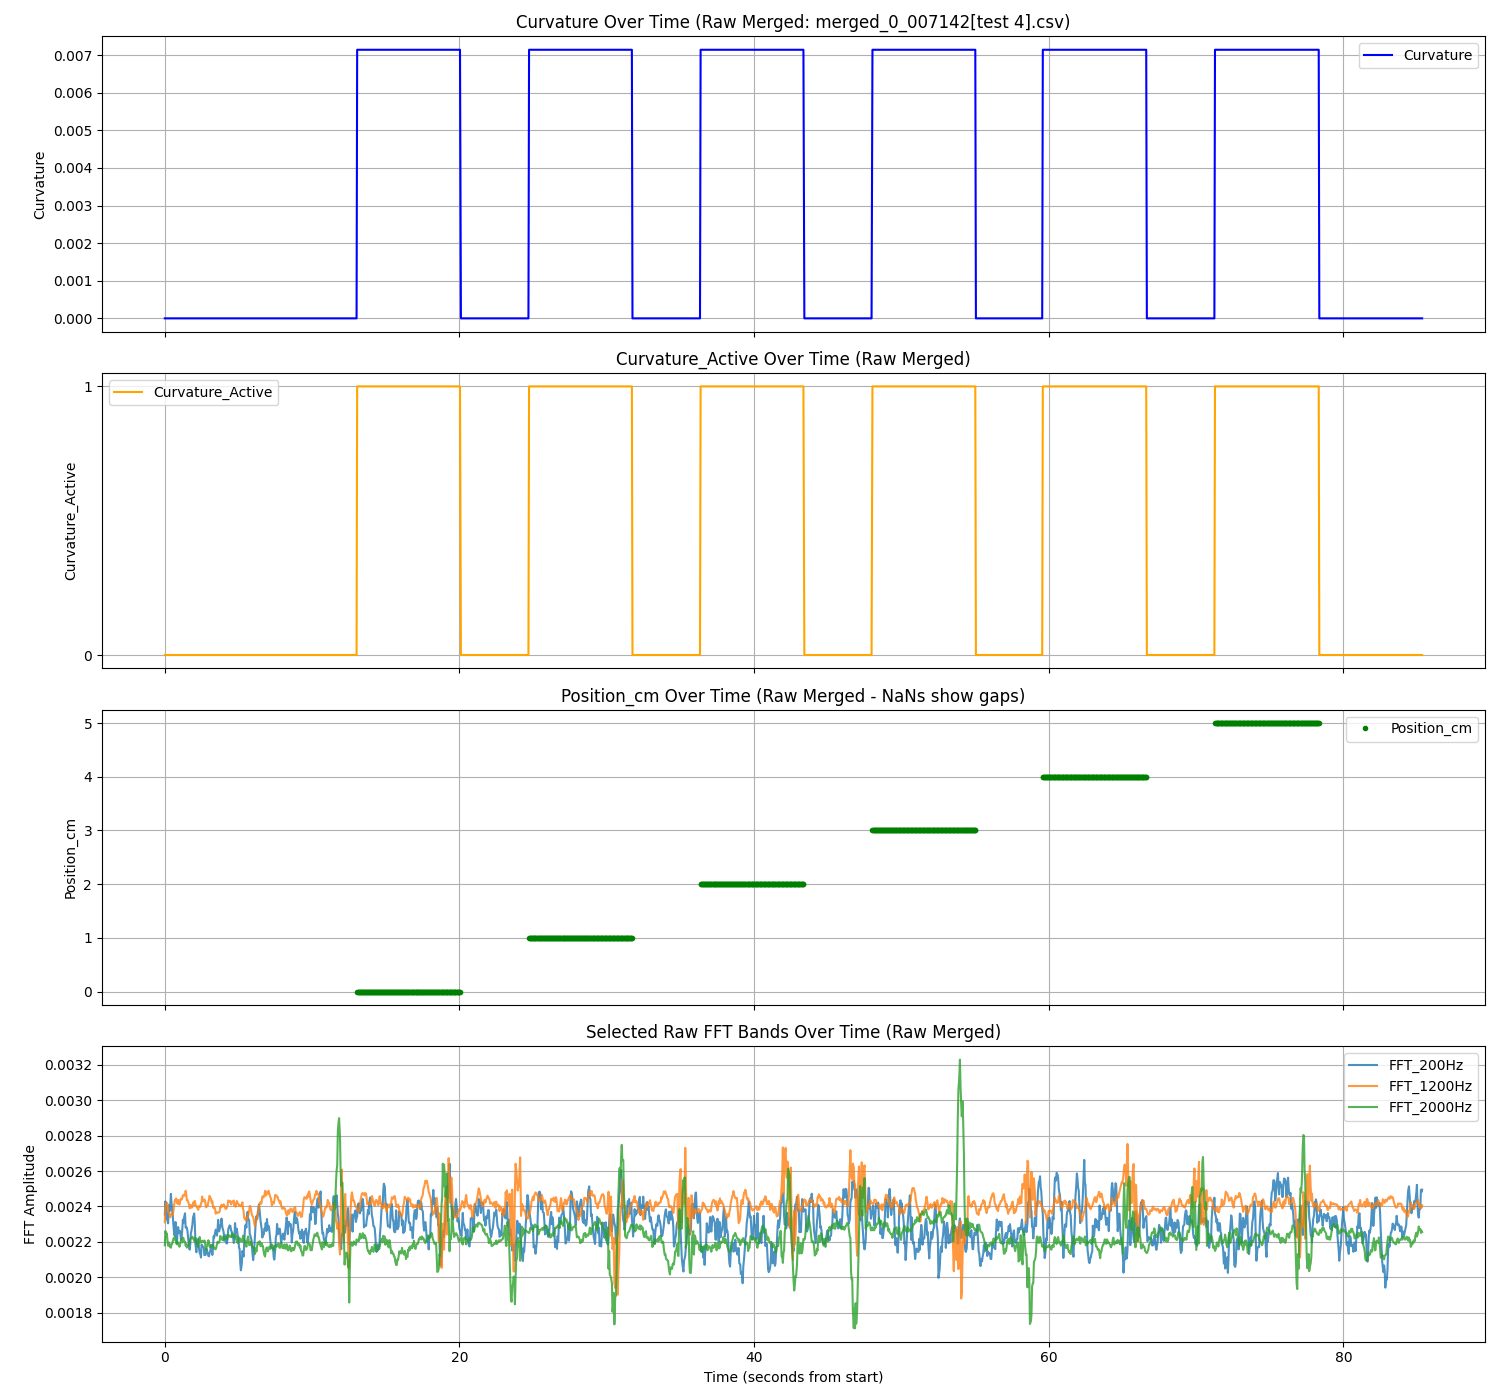 Curvature Over Time (Raw Merged: merged_0_007142[test 4].csv)
Curvature
0.007
0.006
0.005
0.004
0.003
0.002
0.001
0.000
Curvature
Curvature_Active Over Time (Raw Merged)
Curvature_Active
1
0
Curvature_Active
Position_cm Over Time (Raw Merged - NaNs show gaps)
Position_cm
5
4
3
2
1
0
Position_cm
Selected Raw FFT Bands Over Time (Raw Merged)
FFT_200Hz
FFT_1200Hz
FFT_2000Hz
0.0032
0.0030
0.0028
0.0026
0.0024
0.0022
0.0020
0.0018
FFT Amplitude
0 20 40 60 80
Time (seconds from start)